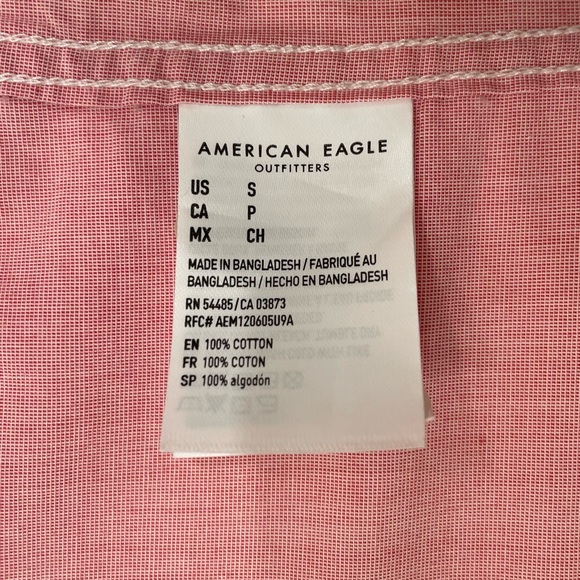 AMERICAN EAGLE
OUTFITTERS
US S
CA P
MX CH
MADE IN BANGLADESH / FABRIQUÉ AU
BANGLADESH / HECHO EN BANGLADESH
RN 54485 / CA 03873
RFC# AEM120605U9A
EN 100% COTTON
FR 100% COTON
SP 100% algodón